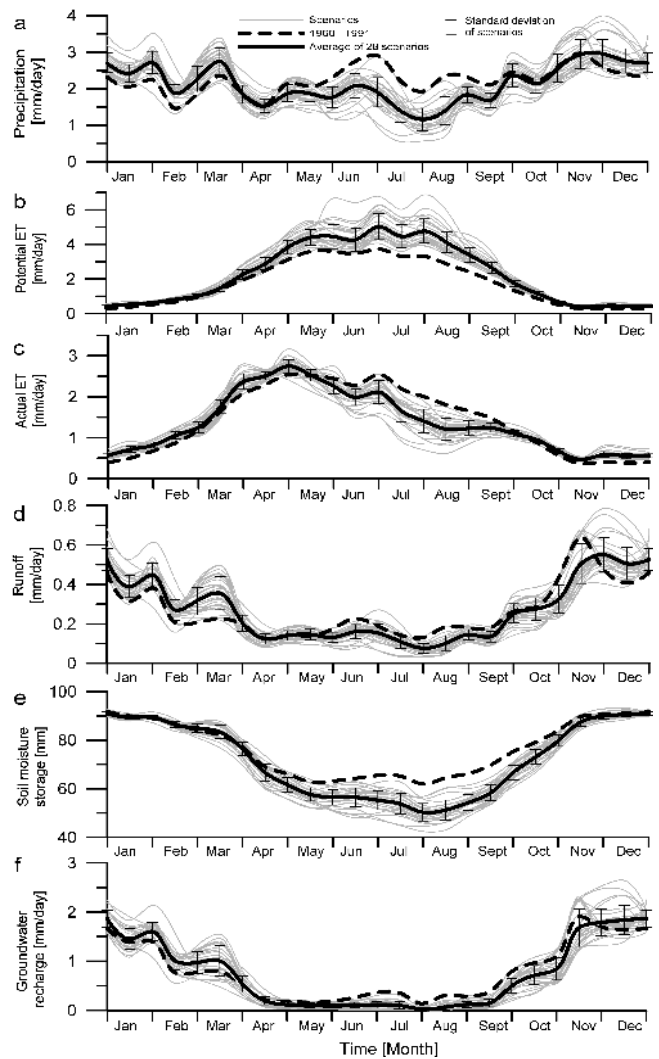 a
Scenarios
1960 - 1991
Average of 28 scenarios
Standard deviation
of scenarios
Precipitation
[mm/day]
4
3
2
1
0
Jan Feb Mar Apr May Jun Jul Aug Sept Oct Nov Dec
b
Potential ET
[mm/day]
6
4
2
0
Jan Feb Mar Apr May Jun Jul Aug Sept Oct Nov Dec
c
Actual ET
[mm/day]
3
2
1
0
Jan Feb Mar Apr May Jun Jul Aug Sept Oct Nov Dec
d
Runoff
[mm/day]
0.8
0.6
0.4
0.2
0
Jan Feb Mar Apr May Jun Jul Aug Sept Oct Nov Dec
e
Soil moisture
storage [mm]
100
80
60
40
Jan Feb Mar Apr May Jun Jul Aug Sept Oct Nov Dec
f
Groundwater
recharge [mm/day]
3
2
1
0
Jan Feb Mar Apr May Jun Jul Aug Sept Oct Nov Dec
Time [Month]